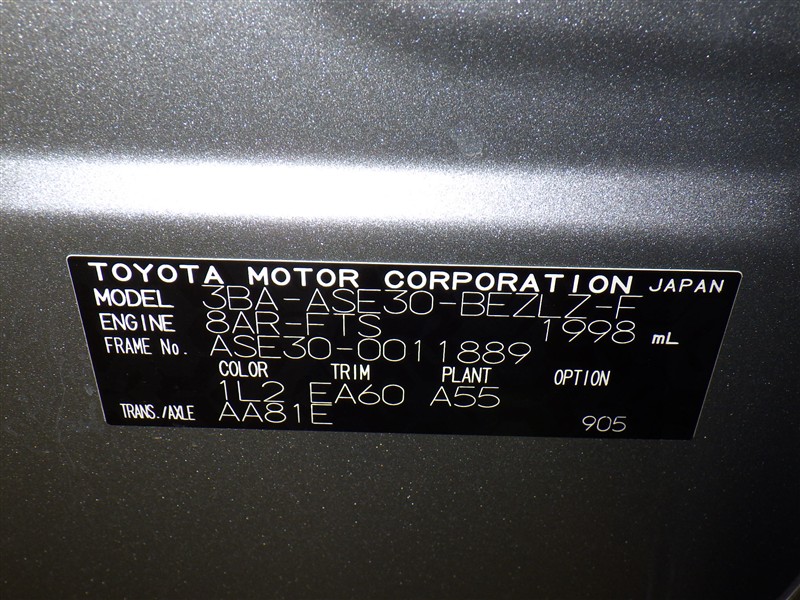 TOYOTA MOTOR CORPORATION JAPAN
MODEL 3BA-ASE30-BEZLZ-F
ENGINE 8AR-FTS 1998 mL
FRAME No. ASE30-0011889
COLOR TRIM PLANT OPTION
1L2 EA60 A55
TRANS./AXLE AA81E 905